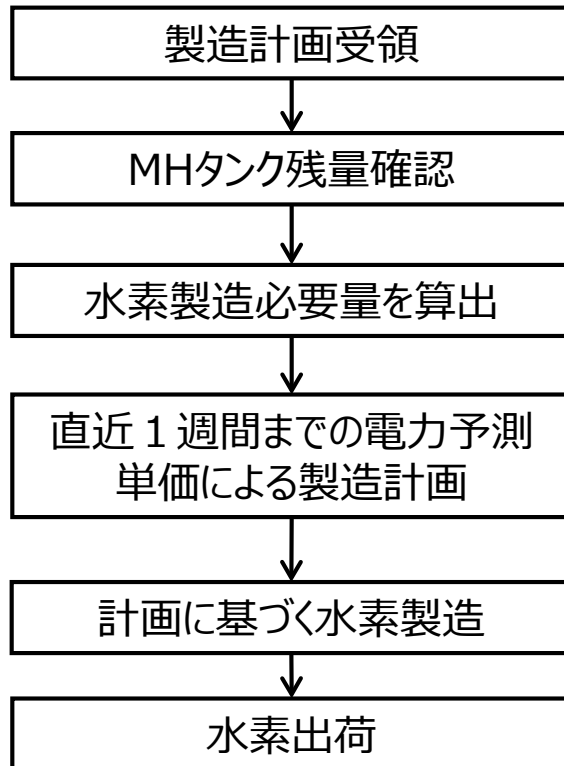 製造計画受領
MHタンク残量確認
水素製造必要量を算出
直近１週間までの電力予測
単価による製造計画
計画に基づく水素製造
水素出荷